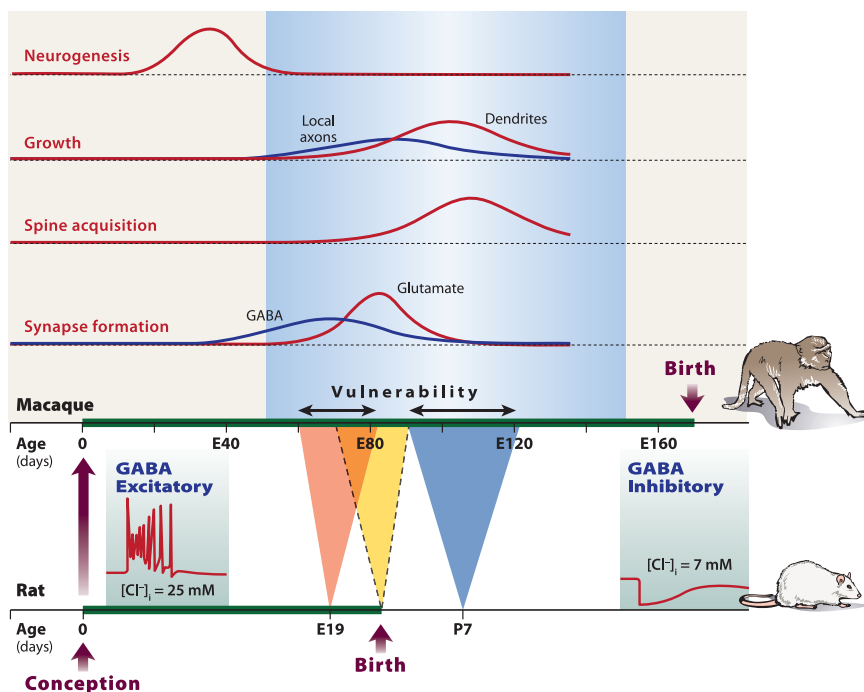 Neurogenesis
Local
axons
Dendrites
Growth
Spine acquisition
Glutamate
GABA
Synapse formation
Vulnerability
Birth
Macaque
Age
(days)
0
E40
E80
E120
E160
GABA
Excitatory
[Cl⁻]i = 25 mM
GABA
Inhibitory
[Cl⁻]i = 7 mM
Rat
Age
(days)
0
E19
P7
Birth
Conception